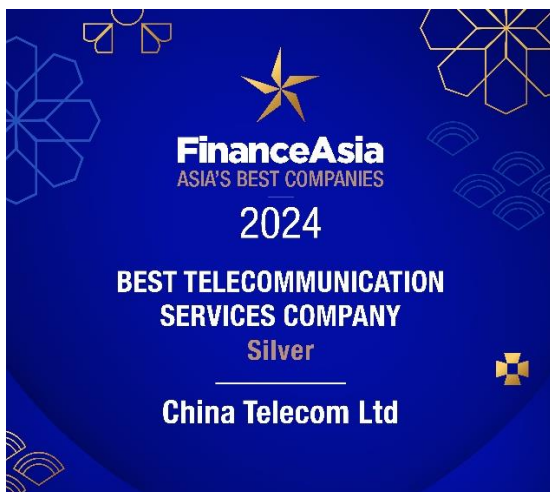 FinanceAsia
ASIA'S BEST COMPANIES
2024
BEST TELECOMMUNICATION
SERVICES COMPANY
Silver
China Telecom Ltd